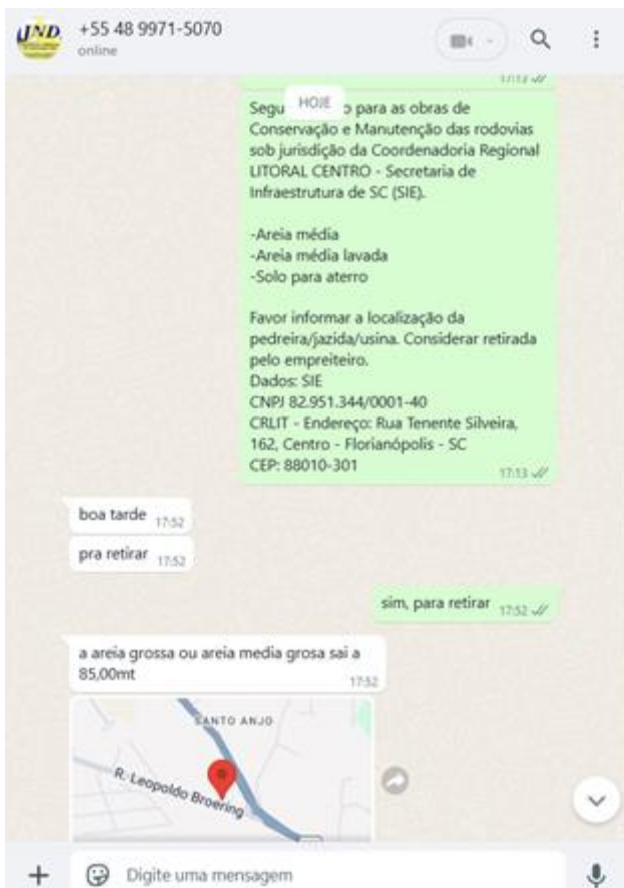 JND
+55 48 9971-5070
online
17:13
HOJE
Segu o para as obras de
Conservação e Manutenção das rodovias
sob jurisdição da Coordenadoria Regional
LITORAL CENTRO - Secretaria de
Infraestrutura de SC (SIE).
-Areia média
-Areia média lavada
-Solo para aterro
Favor informar a localização da
pedreira/jazida/usina. Considerar retirada
pelo empreiteiro.
Dados: SIE
CNPJ 82.951.344/0001-40
CRLIT - Endereço: Rua Tenente Silveira,
162, Centro - Florianópolis - SC
CEP: 88010-301
17:13
boa tarde 17:52
pra retirar 17:52
sim, para retirar 17:52
a areia grossa ou areia media grosa sai a
85,00mt
17:52
SANTO ANJO
R. Leopoldo Broering
Digite uma mensagem